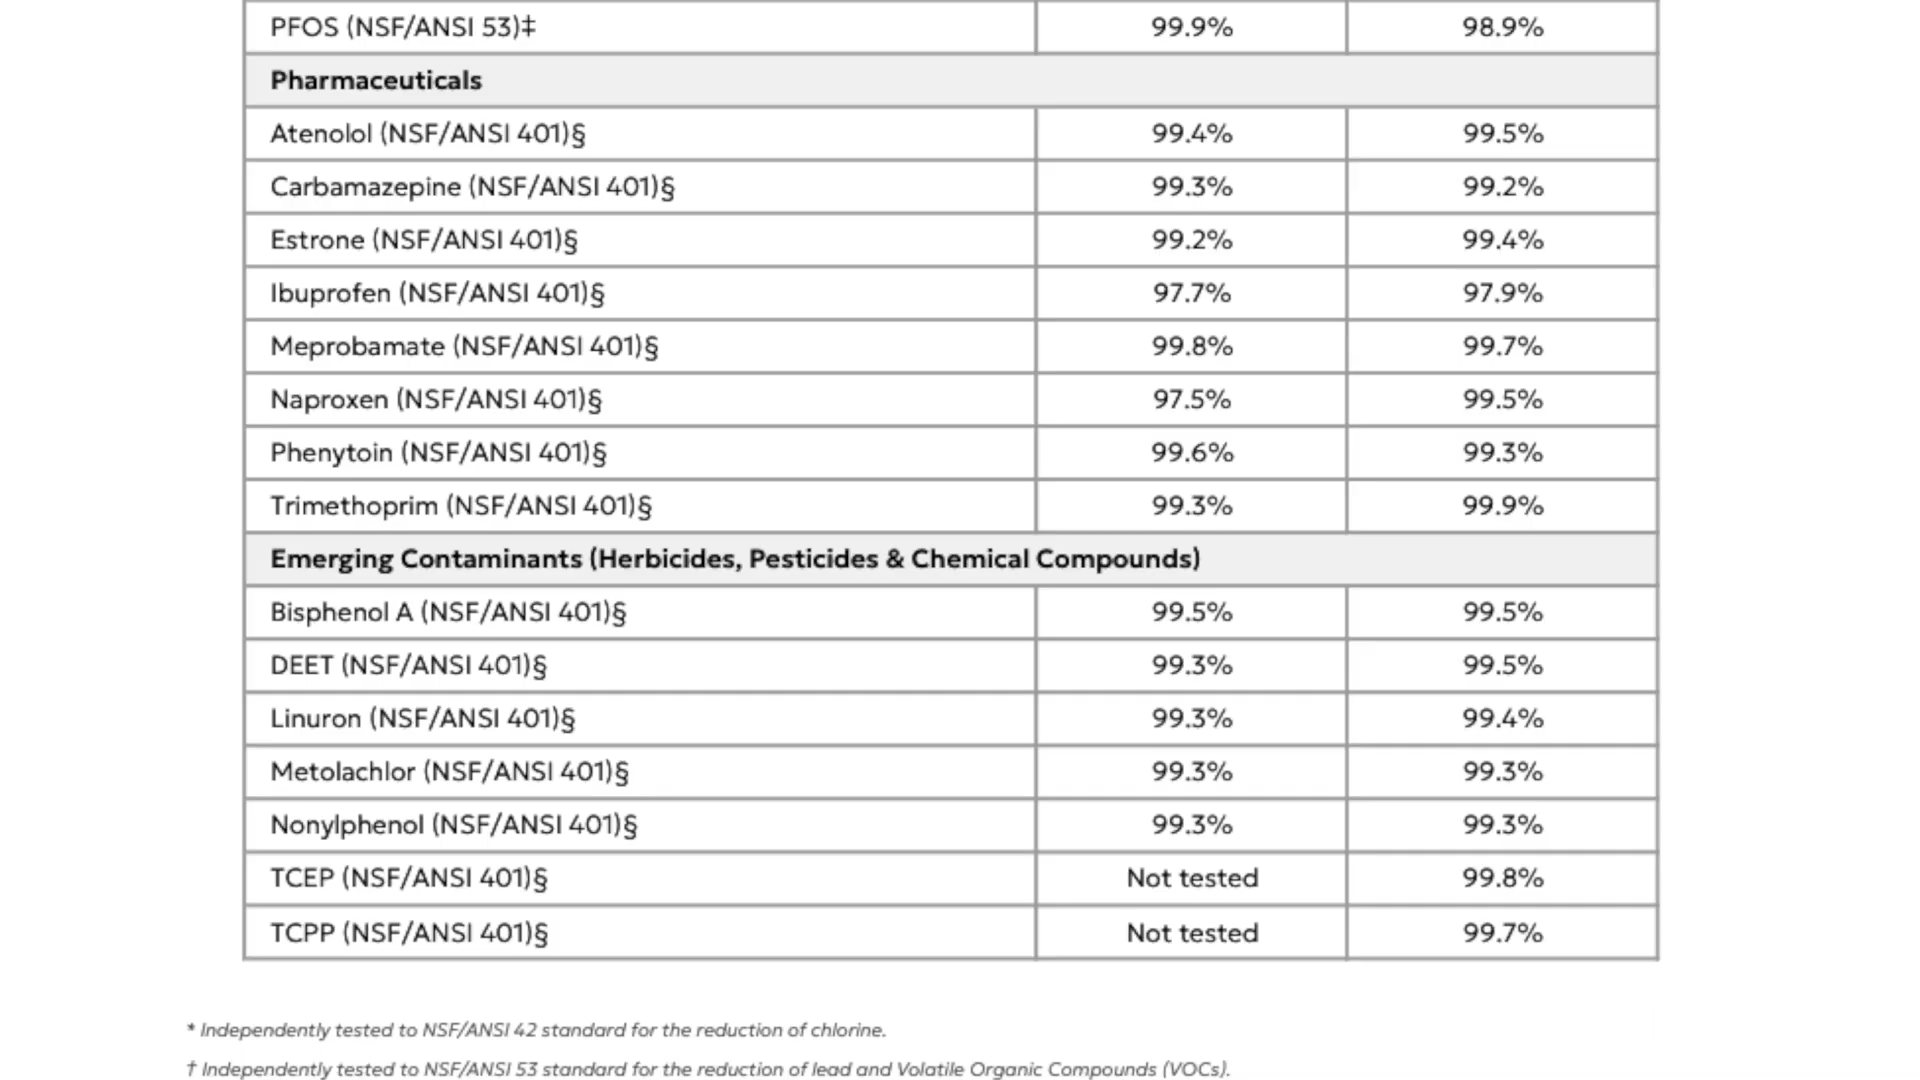 PFOS (NSF/ANSI 53)‡ 99.9% 98.9%
Pharmaceuticals
Atenolol (NSF/ANSI 401)§ 99.4% 99.5%
Carbamazepine (NSF/ANSI 401)§ 99.3% 99.2%
Estrone (NSF/ANSI 401)§ 99.2% 99.4%
Ibuprofen (NSF/ANSI 401)§ 97.7% 97.9%
Meprobamate (NSF/ANSI 401)§ 99.8% 99.7%
Naproxen (NSF/ANSI 401)§ 97.5% 99.5%
Phenytoin (NSF/ANSI 401)§ 99.6% 99.3%
Trimethoprim (NSF/ANSI 401)§ 99.3% 99.9%
Emerging Contaminants (Herbicides, Pesticides & Chemical Compounds)
Bisphenol A (NSF/ANSI 401)§ 99.5% 99.5%
DEET (NSF/ANSI 401)§ 99.3% 99.5%
Linuron (NSF/ANSI 401)§ 99.3% 99.4%
Metolachlor (NSF/ANSI 401)§ 99.3% 99.3%
Nonylphenol (NSF/ANSI 401)§ 99.3% 99.3%
TCEP (NSF/ANSI 401)§ Not tested 99.8%
TCPP (NSF/ANSI 401)§ Not tested 99.7%
* Independently tested to NSF/ANSI 42 standard for the reduction of chlorine.
† Independently tested to NSF/ANSI 53 standard for the reduction of lead and Volatile Organic Compounds (VOCs).